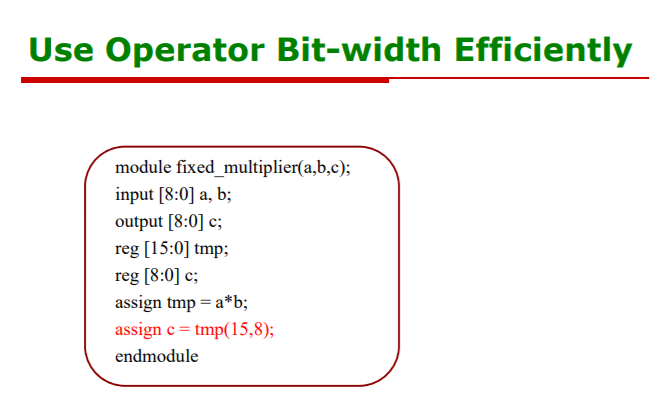 Use Operator Bit-width Efficiently
module fixed_multiplier(a,b,c);
input [8:0] a, b;
output [8:0] c;
reg [15:0] tmp;
reg [8:0] c;
assign tmp = a*b;
assign c = tmp(15,8);
endmodule